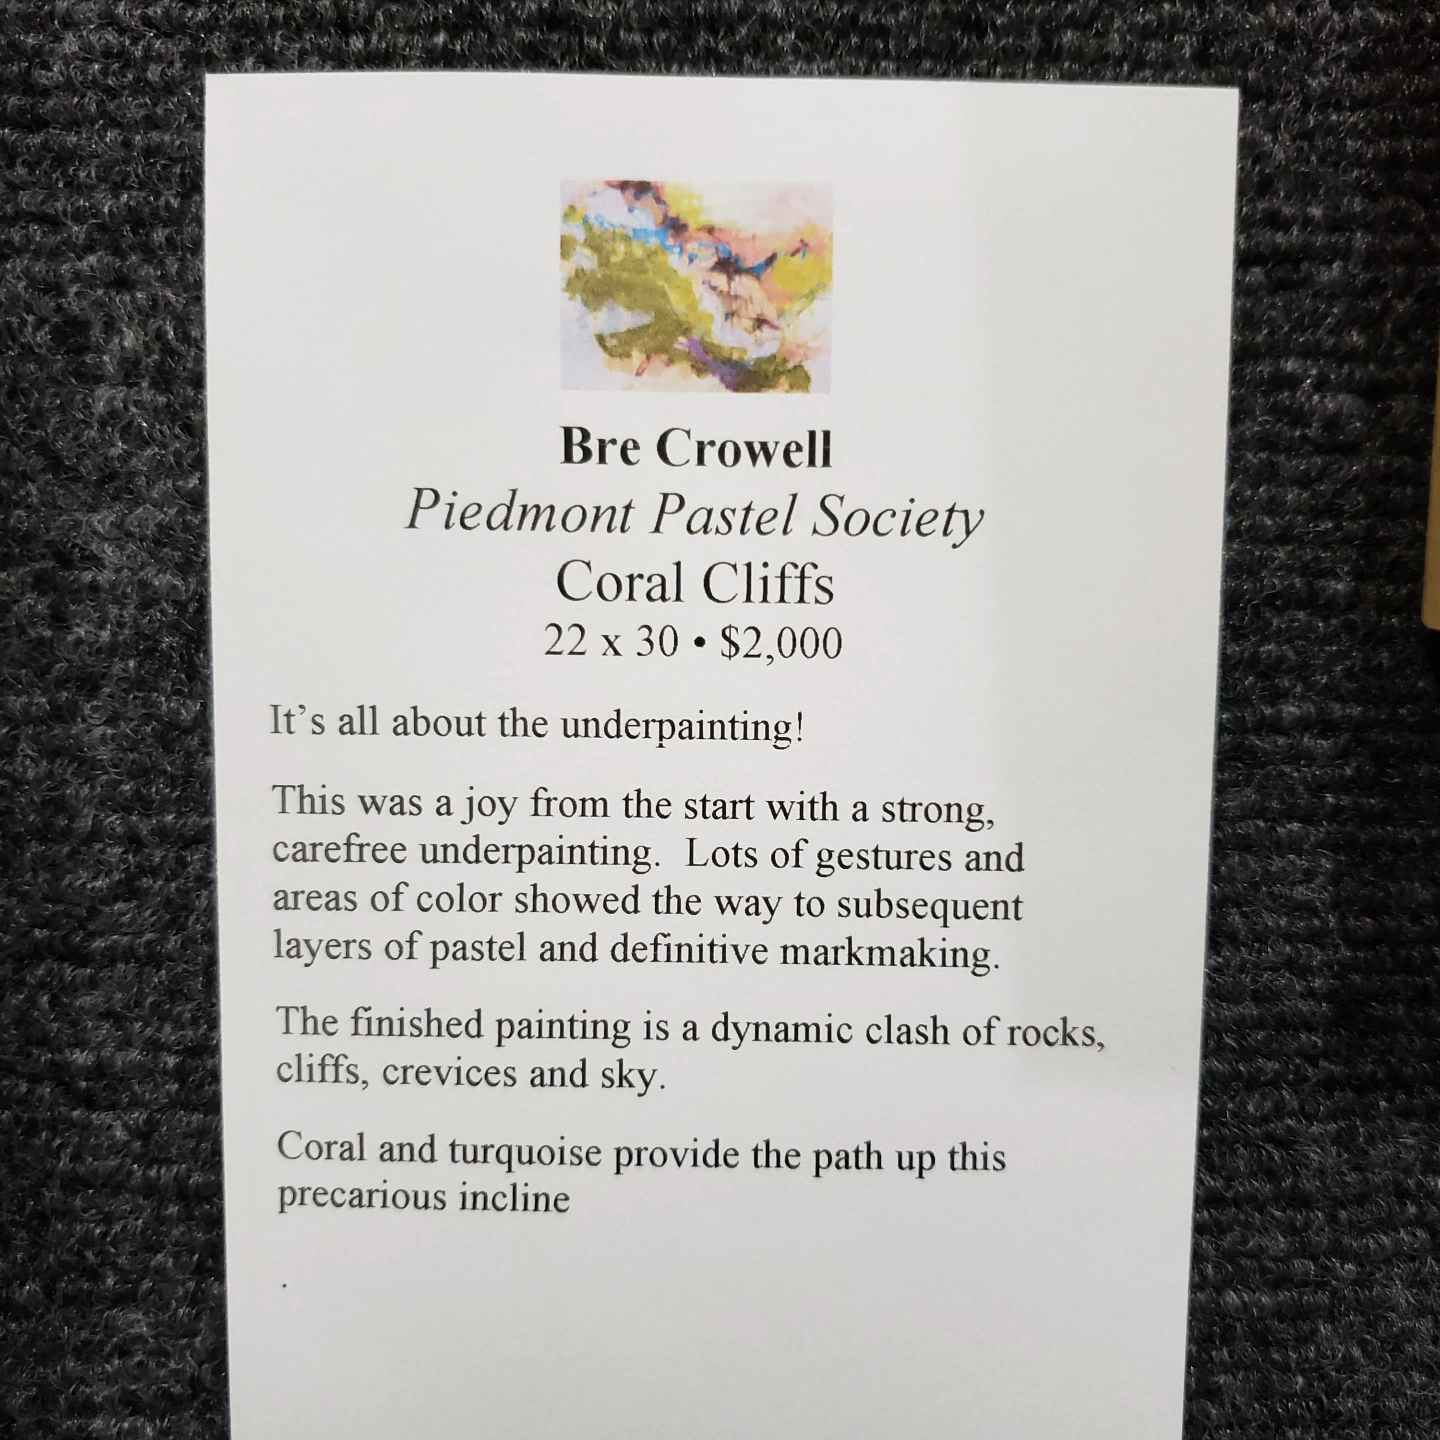 Bre Crowell
Piedmont Pastel Society
Coral Cliffs
22 x 30 • $2,000
It's all about the underpainting!
This was a joy from the start with a strong,
carefree underpainting.  Lots of gestures and
areas of color showed the way to subsequent
layers of pastel and definitive markmaking.
The finished painting is a dynamic clash of rocks,
cliffs, crevices and sky.
Coral and turquoise provide the path up this
precarious incline
.